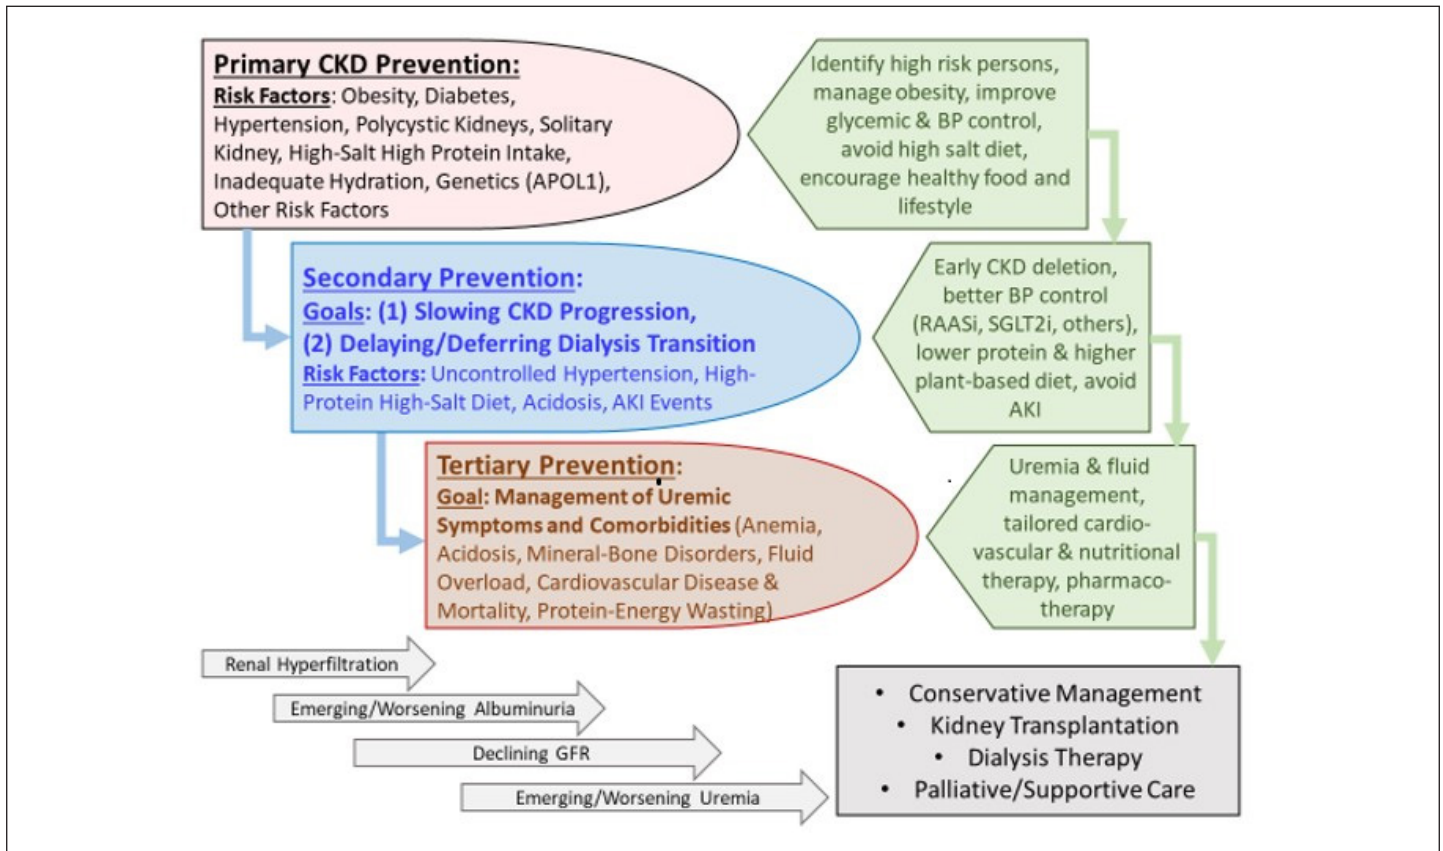 Primary CKD Prevention:
Risk Factors: Obesity, Diabetes,
Hypertension, Polycystic Kidneys, Solitary
Kidney, High-Salt High Protein Intake,
Inadequate Hydration, Genetics (APOL1),
Other Risk Factors
Identify high risk persons,
manage obesity, improve
glycemic & BP control,
avoid high salt diet,
encourage healthy food and
lifestyle
Secondary Prevention:
Goals: (1) Slowing CKD Progression,
(2) Delaying/Deferring Dialysis Transition
Risk Factors: Uncontrolled Hypertension, High-
Protein High-Salt Diet, Acidosis, AKI Events
Early CKD deletion,
better BP control
(RAASi, SGLT2i, others),
lower protein & higher
plant-based diet, avoid
AKI
Tertiary Prevention:
Goal: Management of Uremic
Symptoms and Comorbidities (Anemia,
Acidosis, Mineral-Bone Disorders, Fluid
Overload, Cardiovascular Disease &
Mortality, Protein-Energy Wasting)
Uremia & fluid
management,
tailored cardio-
vascular & nutritional
therapy, pharmaco-
therapy
Renal Hyperfiltration
Emerging/Worsening Albuminuria
Declining GFR
Emerging/Worsening Uremia
• Conservative Management
• Kidney Transplantation
• Dialysis Therapy
• Palliative/Supportive Care